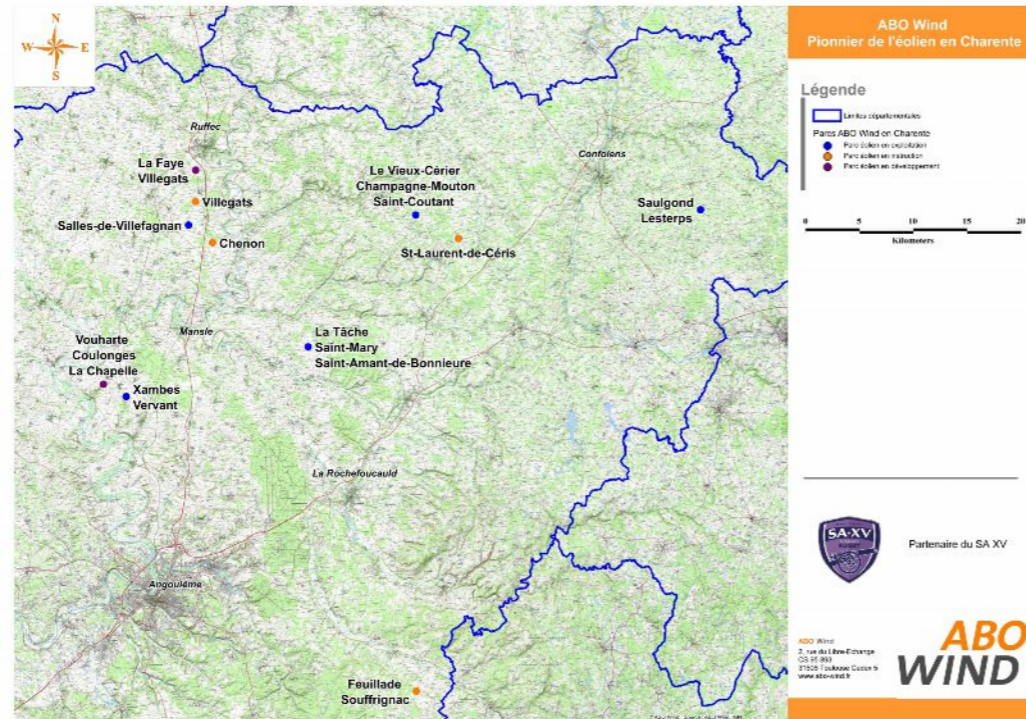 N
W
E
S
Ruffec
La Faye
Villegats
Villegats
Salles-de-Villefagnan
Chenon
Le Vieux-Cérier
Champagne-Mouton
Saint-Coutant
St-Laurent-de-Céris
Confolens
Saulgond
Lesterps
Mansle
La Tâche
Saint-Mary
Saint-Amant-de-Bonnieure
Vouharte
Coulonges
La Chapelle
Xambes
Vervant
La Rochefoucauld
Angoulême
Feuillade
Souffrignac
ABO Wind
Pionnier de l'éolien en Charente
Légende
Limites départementales
Parcs ABO Wind en Charente
Parc éolien en exploitation
Parc éolien en instruction
Parc éolien en développement
0 5 10 15 20
Kilometers
SA·XV
Partenaire du SA XV
ABO Wind
2, rue du Libre-Echange
CS 95 893
31506 Toulouse Cedex 5
www.abo-wind.fr
ABO
WIND